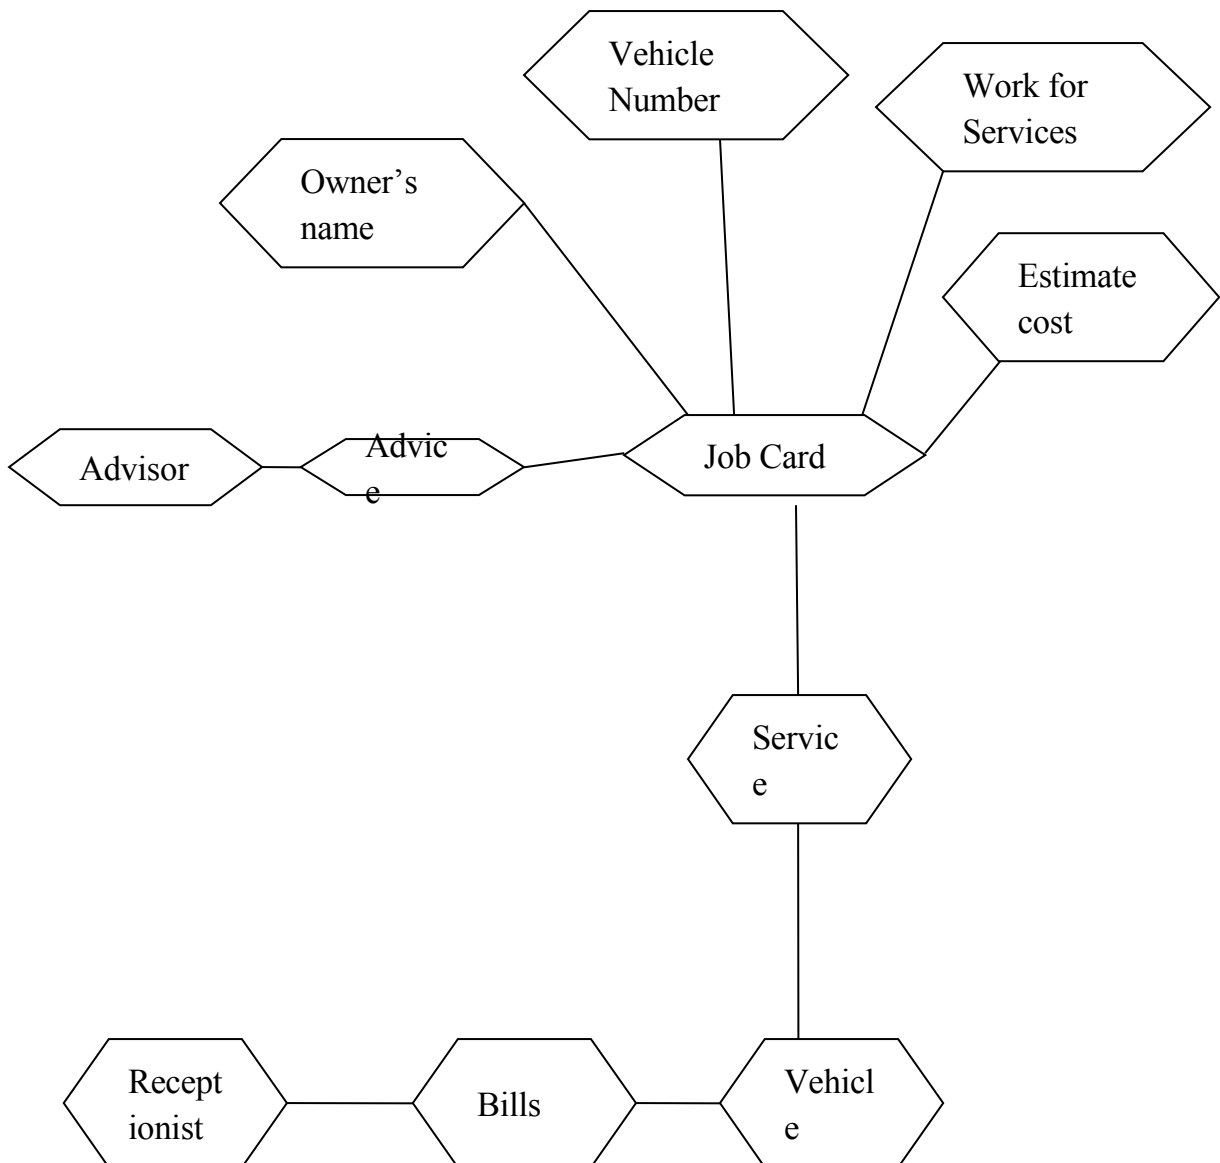 Vehicle
Number
Work for
Services
Owner’s
name
Estimate
cost
Advisor
Advic
e
Job Card
Servic
e
Recept
ionist
Bills
Vehicl
e